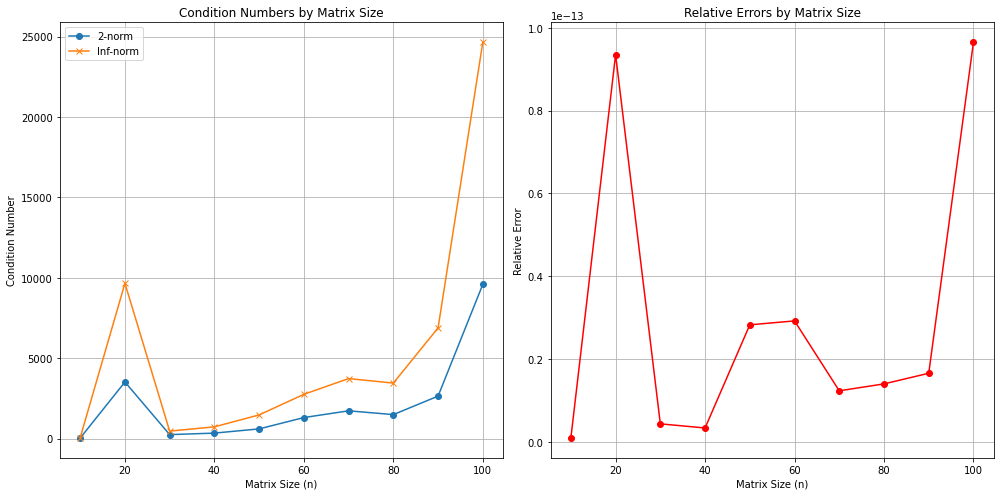 Condition Numbers by Matrix Size
2-norm
Inf-norm
Condition Number
25000
20000
15000
10000
5000
0
20
40
60
80
100
Matrix Size (n)
Relative Errors by Matrix Size
1e−13
Relative Error
1.0
0.8
0.6
0.4
0.2
0.0
20
40
60
80
100
Matrix Size (n)